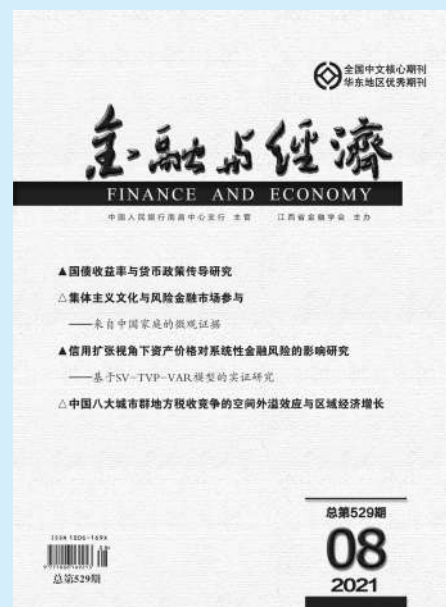 全国中文核心期刊
华东地区优秀期刊
金融与经济
FINANCE AND ECONOMY
中国人民银行南昌中心支行 主管 江西省金融学会 主办
▲国债收益率与货币政策传导研究
△集体主义文化与风险金融市场参与
——来自中国家庭的微观证据
▲信用扩张视角下资产价格对系统性金融风险的影响研究
——基于SV-TVP-VAR模型的实证研究
△中国八大城市群地方税收竞争的空间外溢效应与区域经济增长
ISSN 1006-169X
总第529期
总第529期
08
2021